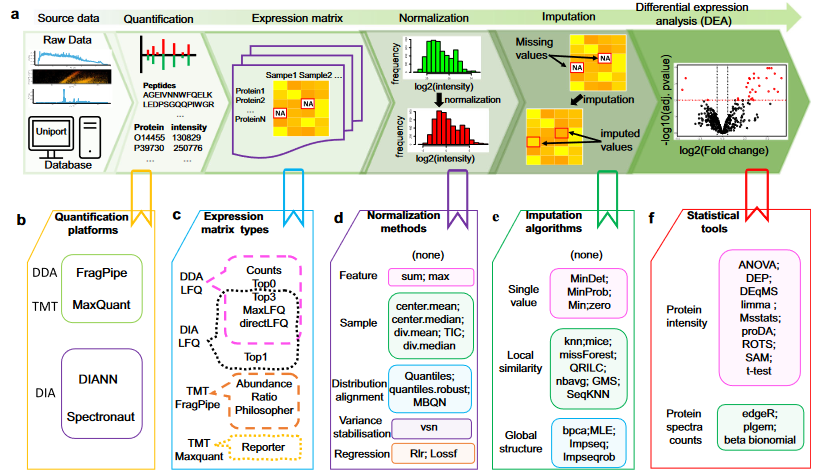 a
Source data
Quantification
Expression matrix
Normalization
Imputation
Differential expression
analysis (DEA)
Raw Data
Uniport
Database
Peptides
AGEIVNNWFQELK
LEDPSGQQPIWGR
...
Protein intensity
O14455 130829
P39730 250776
...
Sampe1 Sample2 ...
Protein1
Protein2
...
ProteinN
NA
NA
frequency
log2(intensity)
normalization
frequency
log2(intensity)
Missing
values
NA
NA
imputation
imputed
values
-log10(adj. pvalue)
log2(Fold change)
b
Quantification
platforms
DDA
TMT
FragPipe
MaxQuant
DIA
DIANN
Spectronaut
c
Expression
matrix types
DDA
LFQ
Counts
Top0
Top3
MaxLFQ
directLFQ
DIA
LFQ
Top1
TMT
FragPipe
Abundance
Ratio
Philosopher
TMT
Maxquant
Reporter
d
Normalization
methods
(none)
Feature
sum; max
Sample
center.mean;
center.median;
div.mean; TIC;
div.median
Distribution
alignment
Quantiles;
quantiles.robust;
MBQN
Variance
stabilisation
vsn
Regression
Rlr; Lossf
e
Imputation
algorithms
(none)
Single
value
MinDet;
MinProb;
Min;zero
Local
similarity
knn;mice;
missForest;
QRILC;
nbavg; GMS;
SeqKNN
Global
structure
bpca;MLE;
Impseq;
Impseqrob
f
Statistical
tools
Protein
intensity
ANOVA;
DEP;
DEqMS
limma ;
Msstats;
proDA;
ROTS;
SAM;
t-test
Protein
spectra
counts
edgeR;
plgem;
beta bionomial